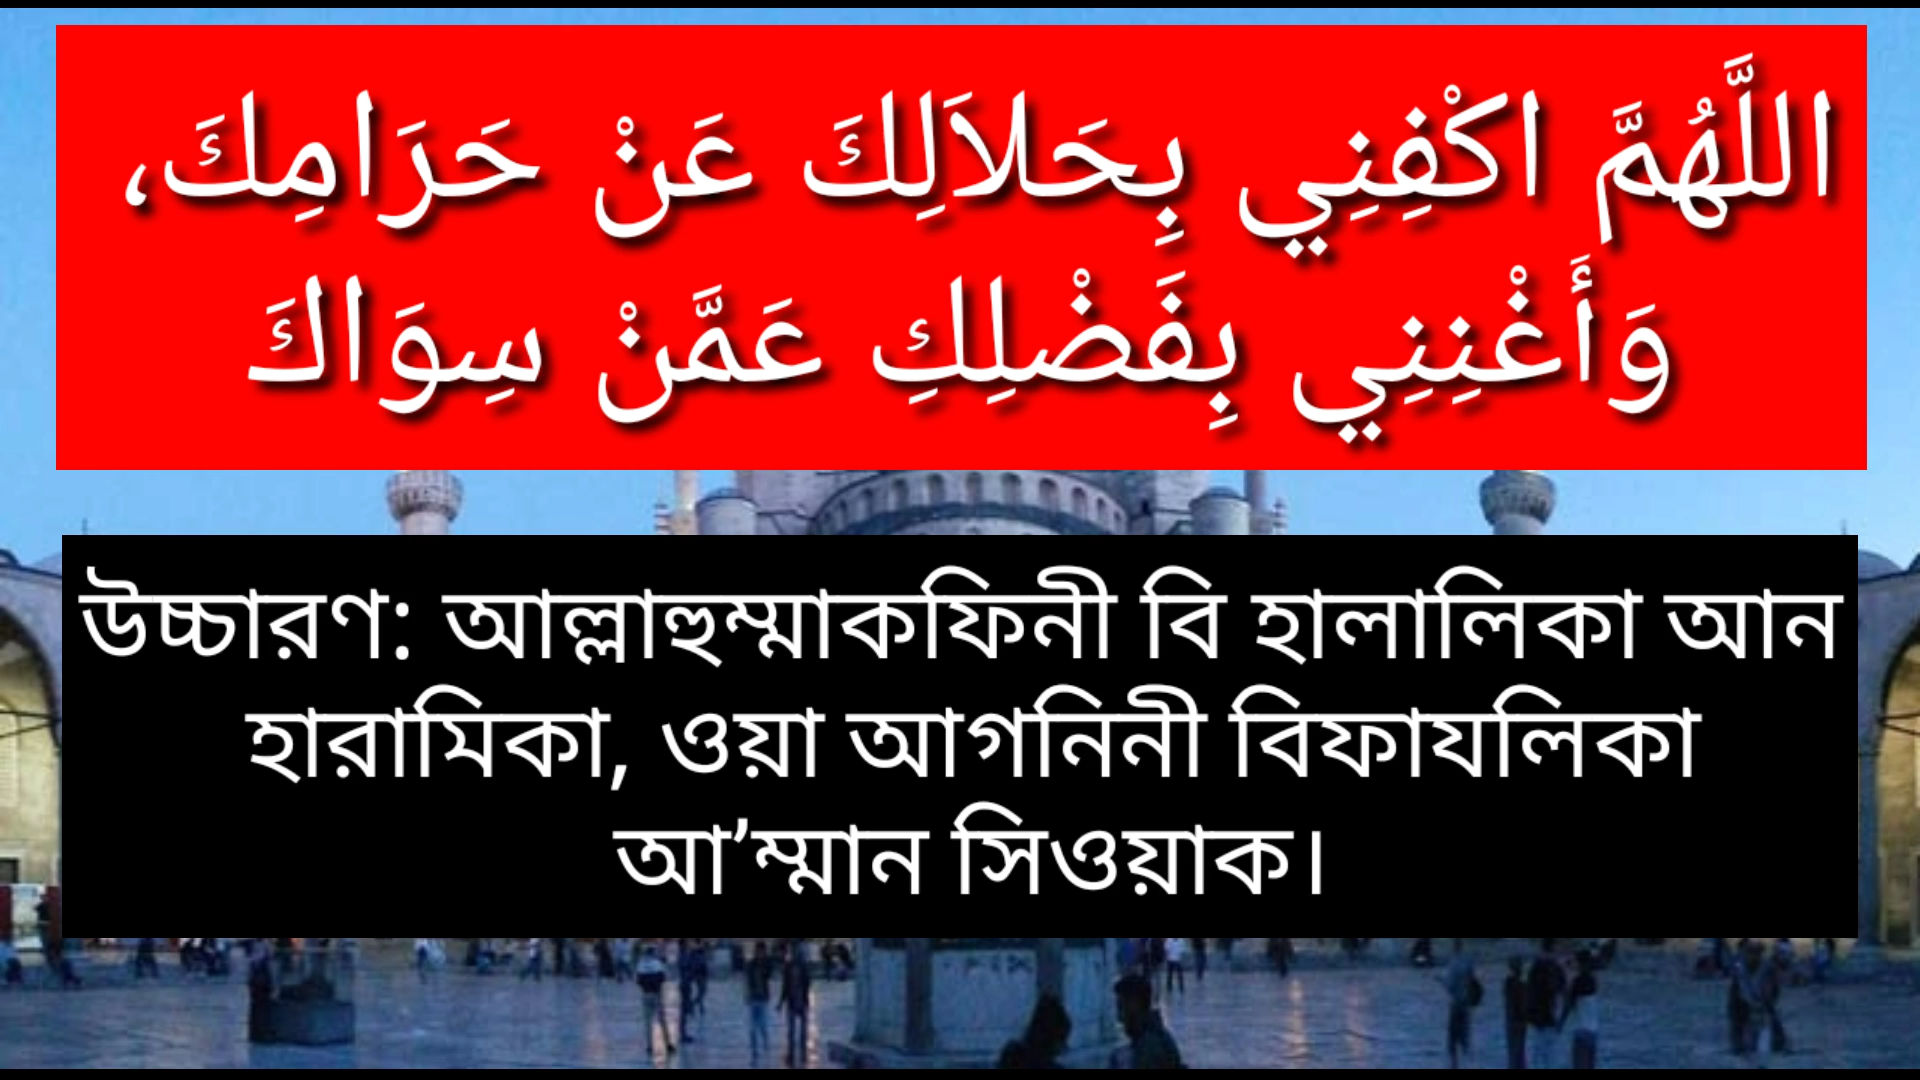 اللَّهُمَّ اكْفِنِي بِحَلاَلِكَ عَنْ حَرَامِكَ،
وَأَغْنِنِي بِفَضْلِكِ عَمَّنْ سِوَاكَ
উচ্চারণ: আল্লাহুম্মাকফিনী বি হালালিকা আন
হারামিকা, ওয়া আগনিনী বিফাযলিকা
আ’ম্মান সিওয়াক।